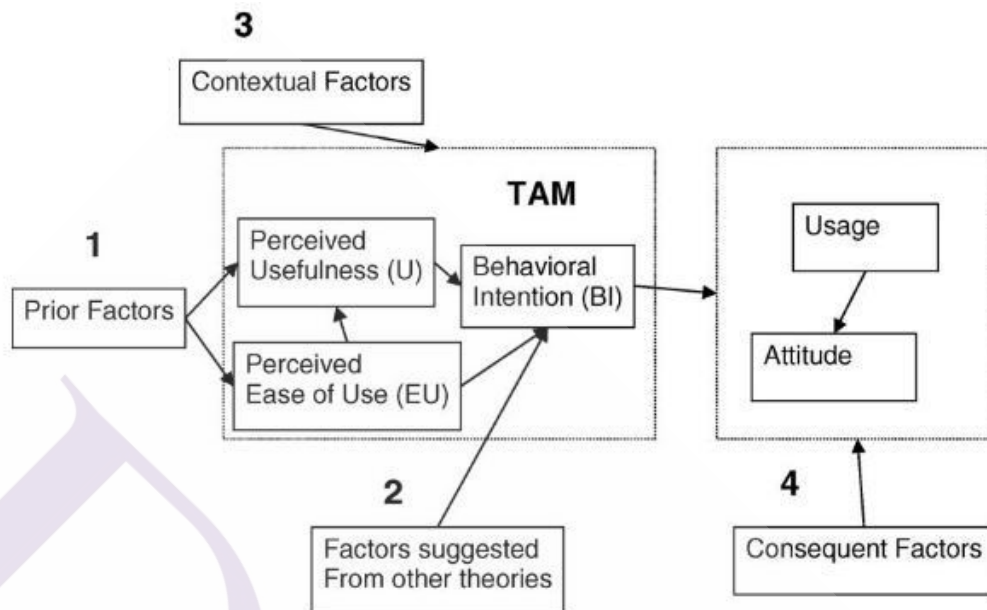 3
Contextual Factors
TAM
1
Perceived
Usefulness (U)
Behavioral
Intention (BI)
Usage
Prior Factors
Perceived
Ease of Use (EU)
Attitude
2
4
Factors suggested
From other theories
Consequent Factors